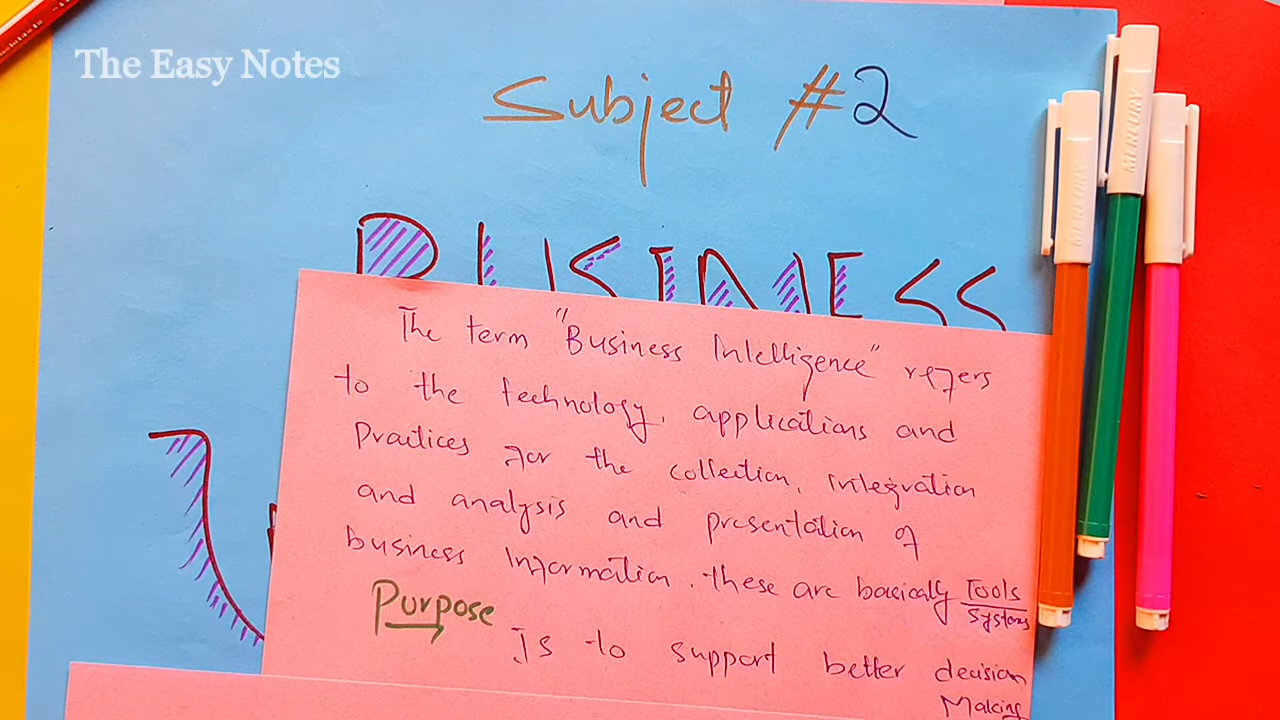 The Easy Notes
Subject #2
BUSINESS
The term "Business Intelligence" refers
to the technology, applications and
Practices for the collection, integration
and analysis and presentation of
business information. These are basically Tools
Systems
Purpose
Is to support better decision
Making
MERCURY
MERCURY